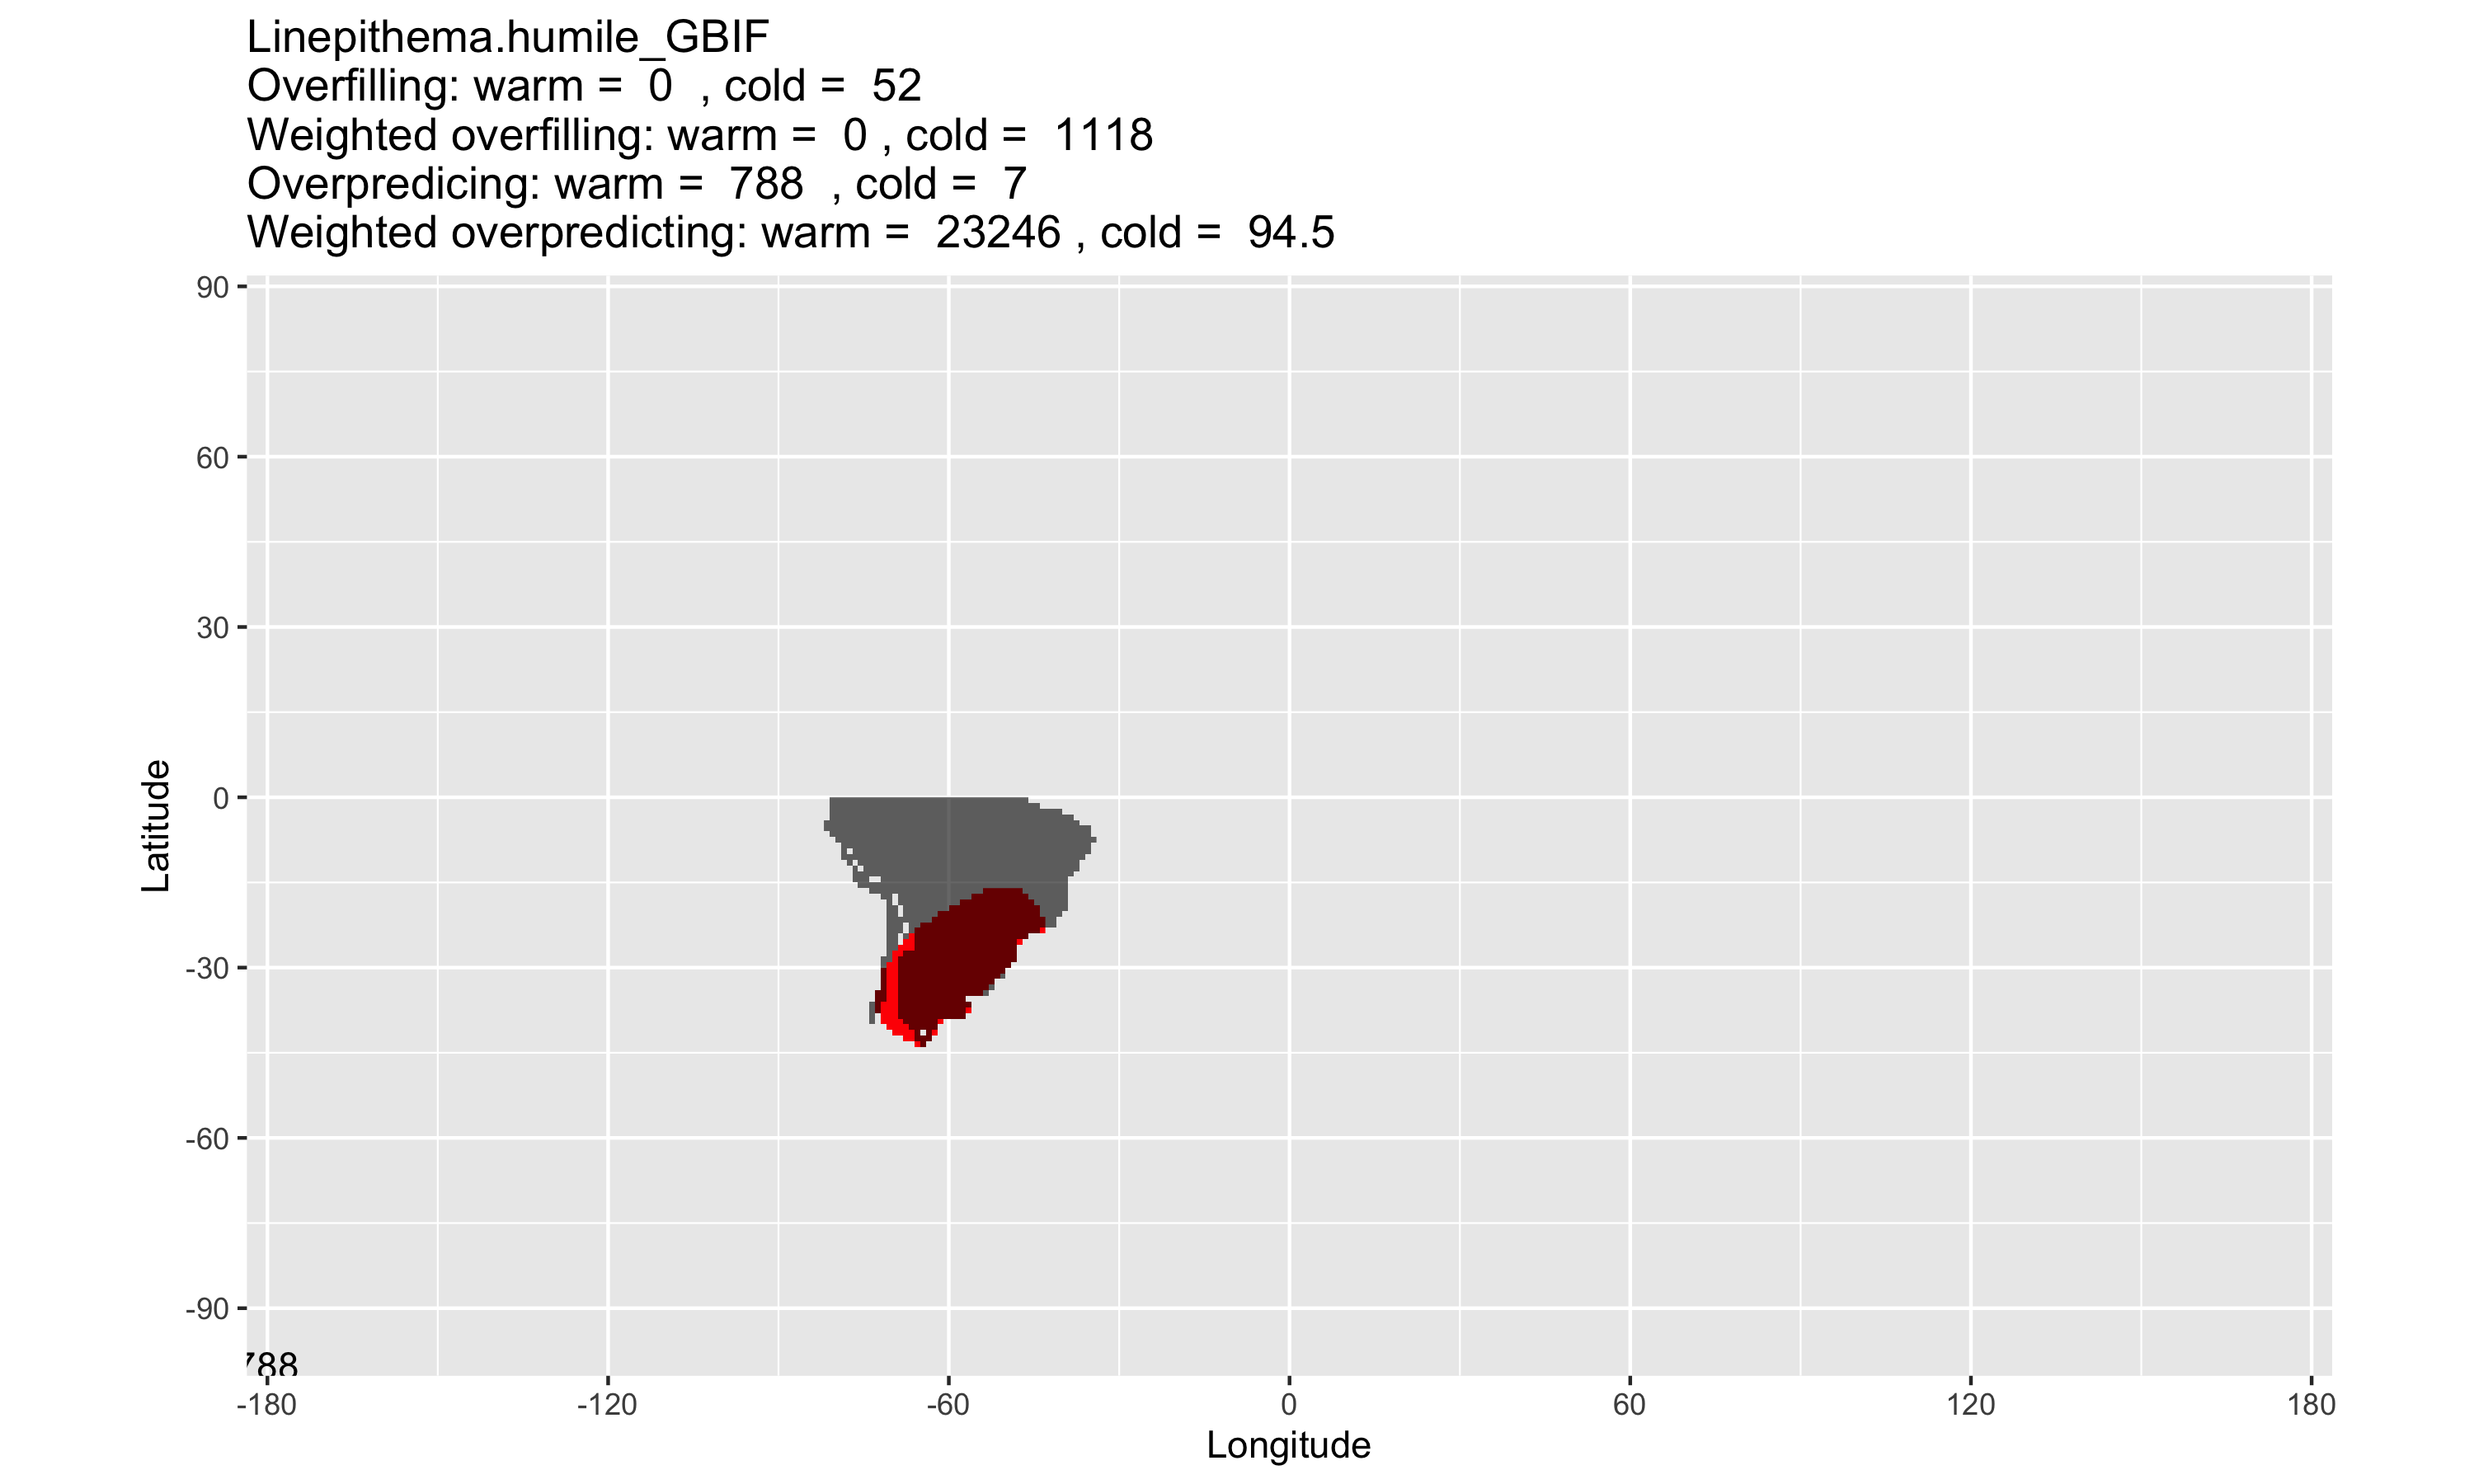 Linepithema.humile_GBIF
Overfilling: warm =  0  , cold =  52
Weighted overfilling: warm =  0 , cold =  1118
Overpredicing: warm =  788  , cold =  7
Weighted overpredicting: warm =  23246 , cold =  94.5
90
60
30
0
-30
-60
-90
Latitude
788
-180
-120
-60
0
60
120
180
Longitude